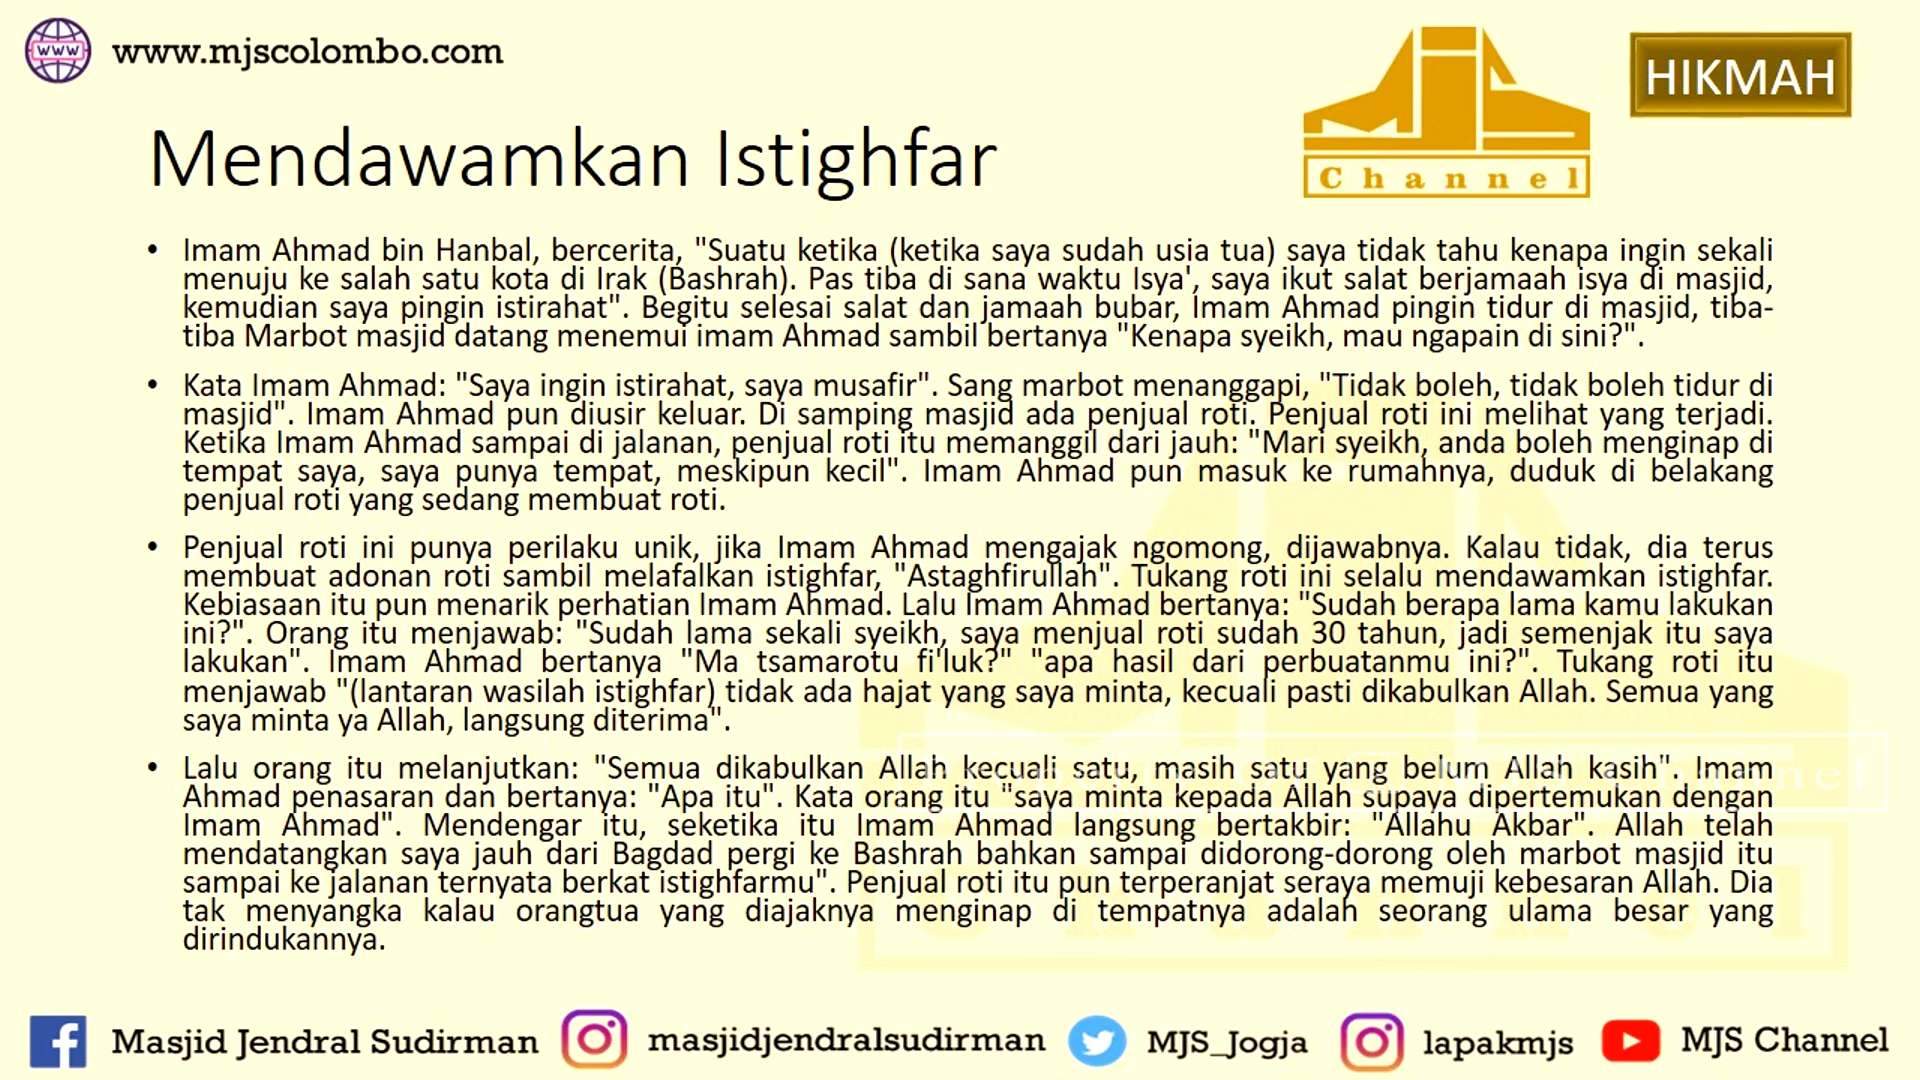 www.mjscolombo.com
MJS
Channel
HIKMAH
Mendawamkan Istighfar
• Imam Ahmad bin Hanbal, bercerita, "Suatu ketika (ketika saya sudah usia tua) saya tidak tahu kenapa ingin sekali
menuju ke salah satu kota di Irak (Bashrah). Pas tiba di sana waktu Isya', saya ikut salat berjamaah isya di masjid,
kemudian saya pingin istirahat". Begitu selesai salat dan jamaah bubar, Imam Ahmad pingin tidur di masjid, tiba-
tiba Marbot masjid datang menemui imam Ahmad sambil bertanya "Kenapa syeikh, mau ngapain di sini?".
• Kata Imam Ahmad: "Saya ingin istirahat, saya musafir". Sang marbot menanggapi, "Tidak boleh, tidak boleh tidur di
masjid". Imam Ahmad pun diusir keluar. Di samping masjid ada penjual roti. Penjual roti ini melihat yang terjadi.
Ketika Imam Ahmad sampai di jalanan, penjual roti itu memanggil dari jauh: "Mari syeikh, anda boleh menginap di
tempat saya, saya punya tempat, meskipun kecil". Imam Ahmad pun masuk ke rumahnya, duduk di belakang
penjual roti yang sedang membuat roti.
• Penjual roti ini punya perilaku unik, jika Imam Ahmad mengajak ngomong, dijawabnya. Kalau tidak, dia terus
membuat adonan roti sambil melafalkan istighfar, "Astaghfirullah". Tukang roti ini selalu mendawamkan istighfar.
Kebiasaan itu pun menarik perhatian Imam Ahmad. Lalu Imam Ahmad bertanya: "Sudah berapa lama kamu lakukan
ini?". Orang itu menjawab: "Sudah lama sekali syeikh, saya menjual roti sudah 30 tahun, jadi semenjak itu saya
lakukan". Imam Ahmad bertanya "Ma tsamarotu fi'luk?" "apa hasil dari perbuatanmu ini?". Tukang roti itu
menjawab "(lantaran wasilah istighfar) tidak ada hajat yang saya minta, kecuali pasti dikabulkan Allah. Semua yang
saya minta ya Allah, langsung diterima".
• Lalu orang itu melanjutkan: "Semua dikabulkan Allah kecuali satu, masih satu yang belum Allah kasih". Imam
Ahmad penasaran dan bertanya: "Apa itu". Kata orang itu "saya minta kepada Allah supaya dipertemukan dengan
Imam Ahmad". Mendengar itu, seketika itu Imam Ahmad langsung bertakbir: "Allahu Akbar". Allah telah
mendatangkan saya jauh dari Bagdad pergi ke Bashrah bahkan sampai didorong-dorong oleh marbot masjid itu
sampai ke jalanan ternyata berkat istighfarmu". Penjual roti itu pun terperanjat seraya memuji kebesaran Allah. Dia
tak menyangka kalau orangtua yang diajaknya menginap di tempatnya adalah seorang ulama besar yang
dirindukannya.
Masjid Jendral Sudirman masjidjendralsudirman MJS_Jogja lapakmjs MJS Channel